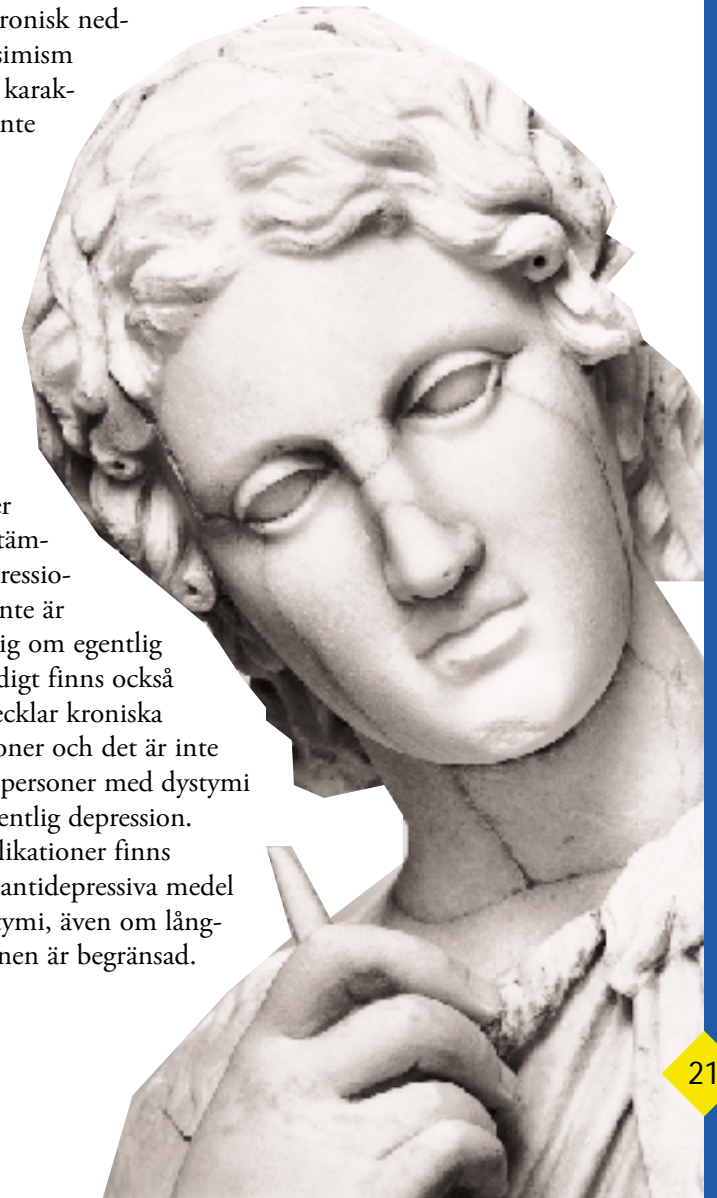 ronisk ned-
simism
karak-
nte
er
täm-
ressio-
nte är
ig om egentlig
digt finns också
ecklar kroniska
oner och det är inte
personer med dystymi
entlig depression.
likationer finns
antidepressiva medel
tymi, även om lång-
nen är begränsad.
21